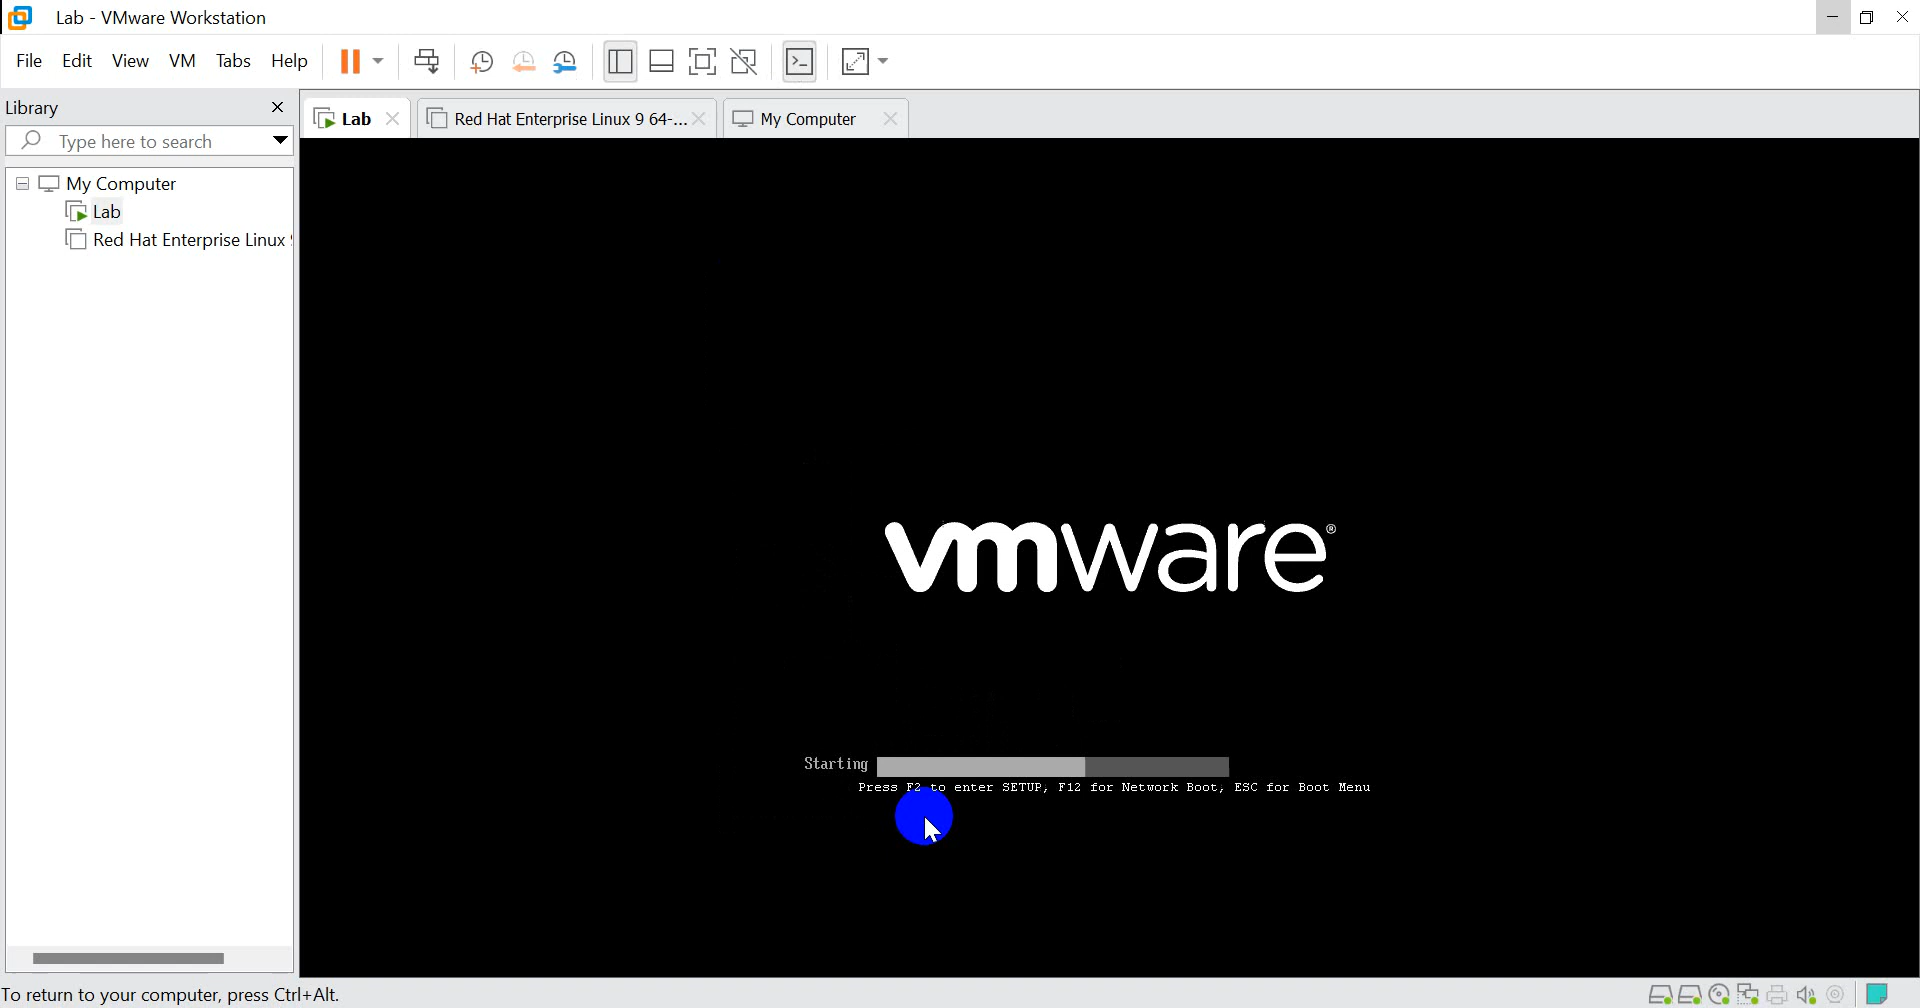 Lab - VMware Workstation
File Edit View VM Tabs Help
Library
Lab
Red Hat Enterprise Linux 9 64-...
My Computer
Type here to search
My Computer
Lab
Red Hat Enterprise Linux
vmware®
Starting
Press F2 to enter SETUP, F12 for Network Boot, ESC for Boot Menu
To return to your computer, press Ctrl+Alt.